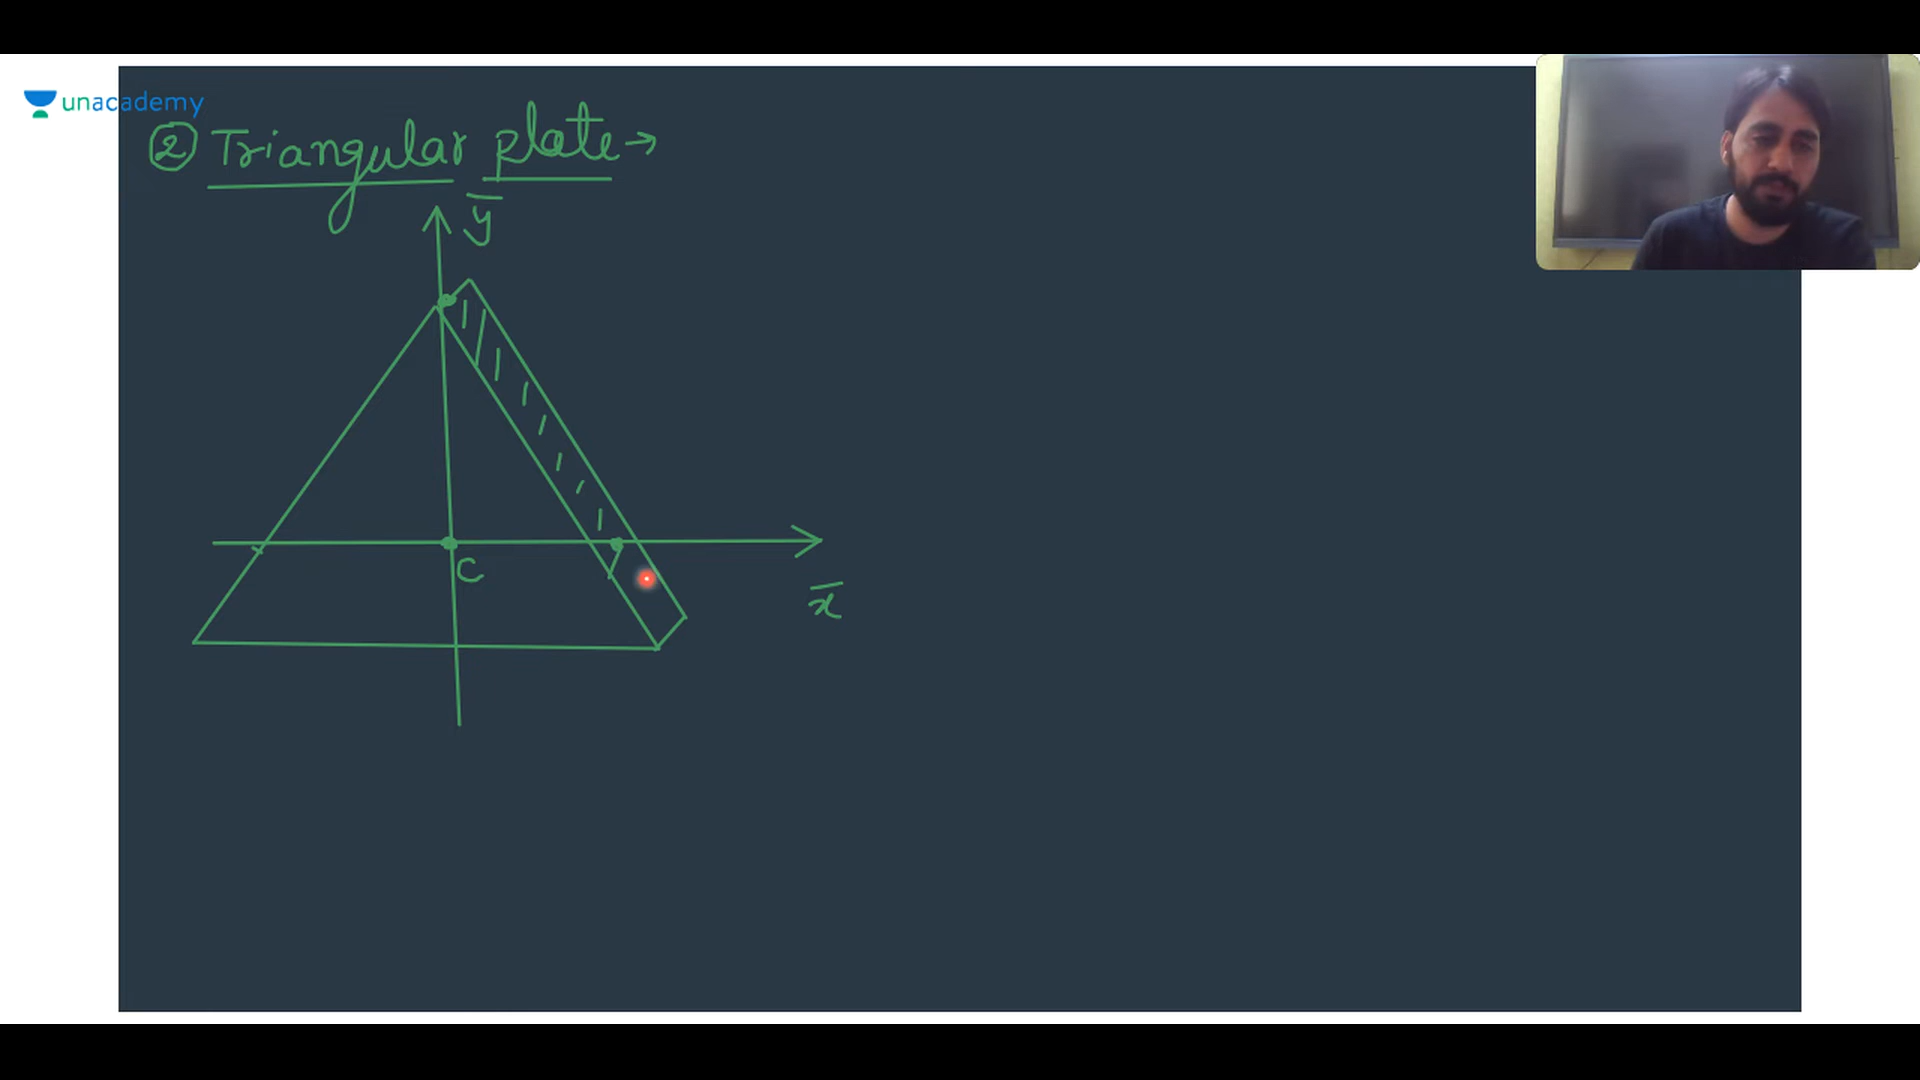 unacademy
② Triangular plate →
y̅
C
x̅